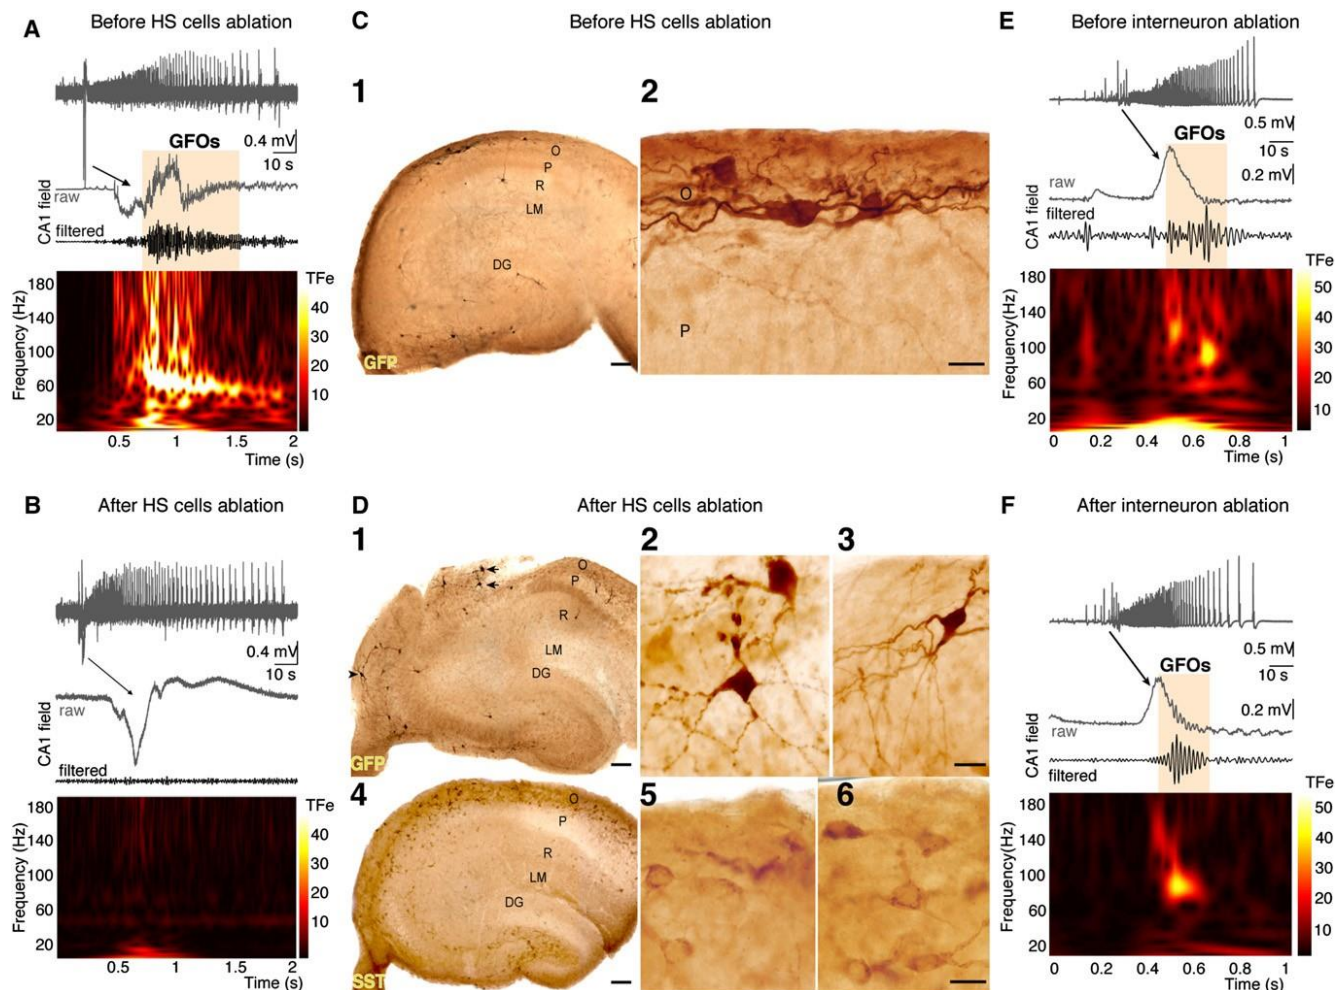 A
Before HS cells ablation
0.4 mV
10 s
GFOs
raw
CA1 field
filtered
TFe
Frequency (Hz)
180
140
100
60
20
40
30
20
10
0.5
1
1.5
2
Time (s)
B
After HS cells ablation
0.4 mV
10 s
raw
CA1 field
filtered
TFe
Frequency (Hz)
180
140
100
60
20
40
30
20
10
0.5
1
1.5
2
Time (s)
C
Before HS cells ablation
1
O
P
R
LM
DG
GFP
2
O
P
D
After HS cells ablation
1
O
P
R
LM
DG
GFP
2
3
4
O
P
R
LM
DG
SST
5
6
E
Before interneuron ablation
0.5 mV
10 s
GFOs
0.2 mV
raw
CA1 field
filtered
TFe
Frequency(Hz)
180
140
100
60
20
50
40
30
20
10
0
0.2
0.4
0.6
0.8
1
Time (s)
F
After interneuron ablation
0.5 mV
10 s
GFOs
0.2 mV
raw
CA1 field
filtered
TFe
Frequency(Hz)
180
140
100
60
20
50
40
30
20
10
0
0.2
0.4
0.6
0.8
1
Time (s)